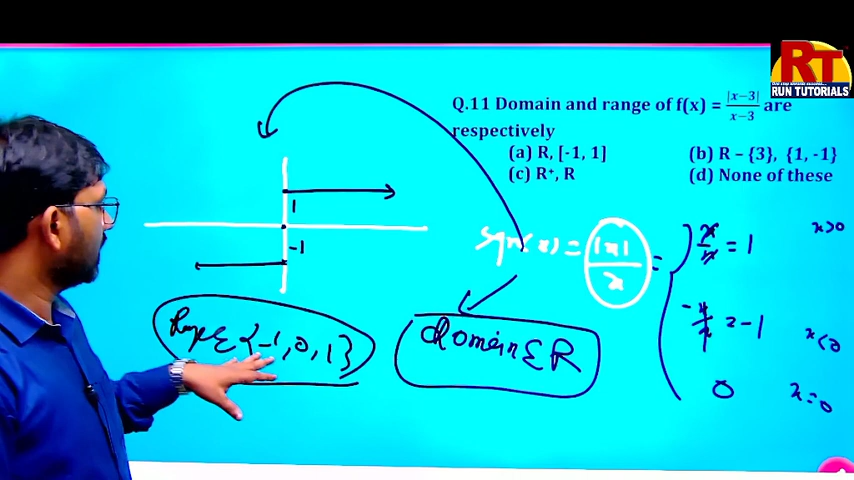 RT
RUN TUTORIALS
Q.11 Domain and range of f(x) = |x−3|/x−3 are
respectively
(a) R, [-1, 1]
(b) R – {3}, {1, -1}
(c) R⁺, R
(d) None of these
1
-1
sgn(x) = |x|/x =
x/x = 1 x>0
-x/x = -1 x<0
0 x=0
Range ∈ {-1, 0, 1}
domain ∈ R